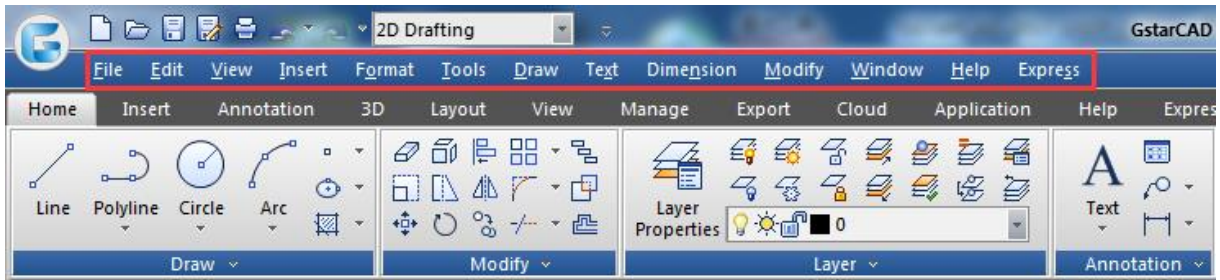 2D Drafting GstarCAD
File Edit View Insert Format Tools Draw Text Dimension Modify Window Help Express
Home Insert Annotation 3D Layout View Manage Export Cloud Application Help Expres
Line Polyline Circle Arc Layer Properties 0 Text
Draw Modify Layer Annotation